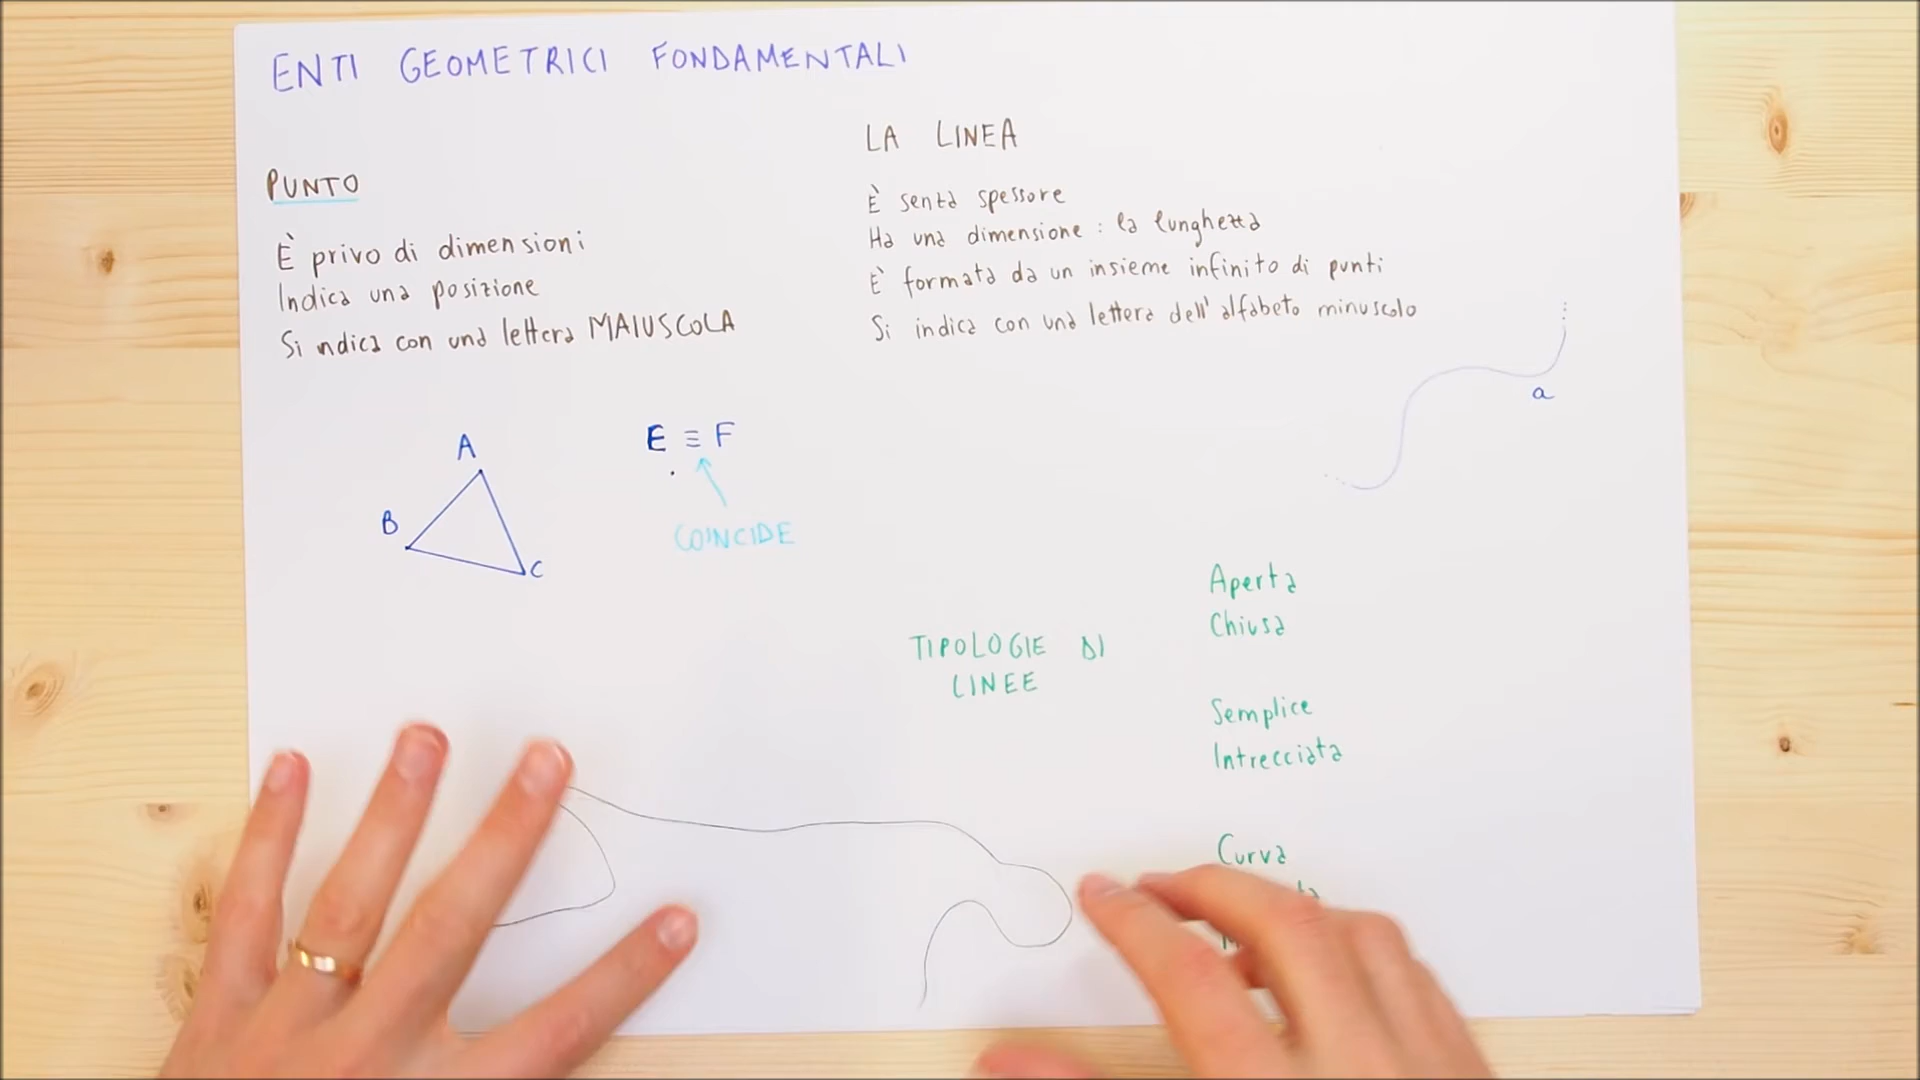 ENTI GEOMETRICI FONDAMENTALI
PUNTO
È privo di dimensioni
Indica una posizione
Si indica con una lettera MAIUSCOLA
A
B
C
E ≡ F
COINCIDE
LA LINEA
È senza spessore
Ha una dimensione : la lunghezza
È formata da un insieme infinito di punti
Si indica con una lettera dell'alfabeto minuscolo
a
TIPOLOGIE DI
LINEE
Aperta
Chiusa
Semplice
Intrecciata
Curva